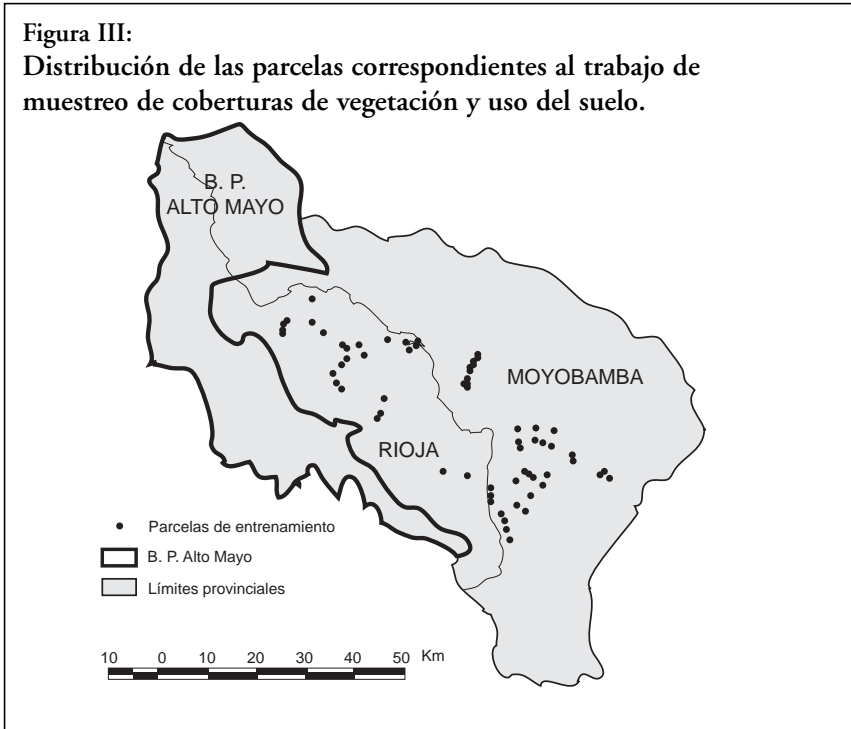 Figura III:
Distribución de las parcelas correspondientes al trabajo de
muestreo de coberturas de vegetación y uso del suelo.
B. P.
ALTO MAYO
MOYOBAMBA
RIOJA
Parcelas de entrenamiento
B. P. Alto Mayo
Límites provinciales
10 0 10 20 30 40 50 Km